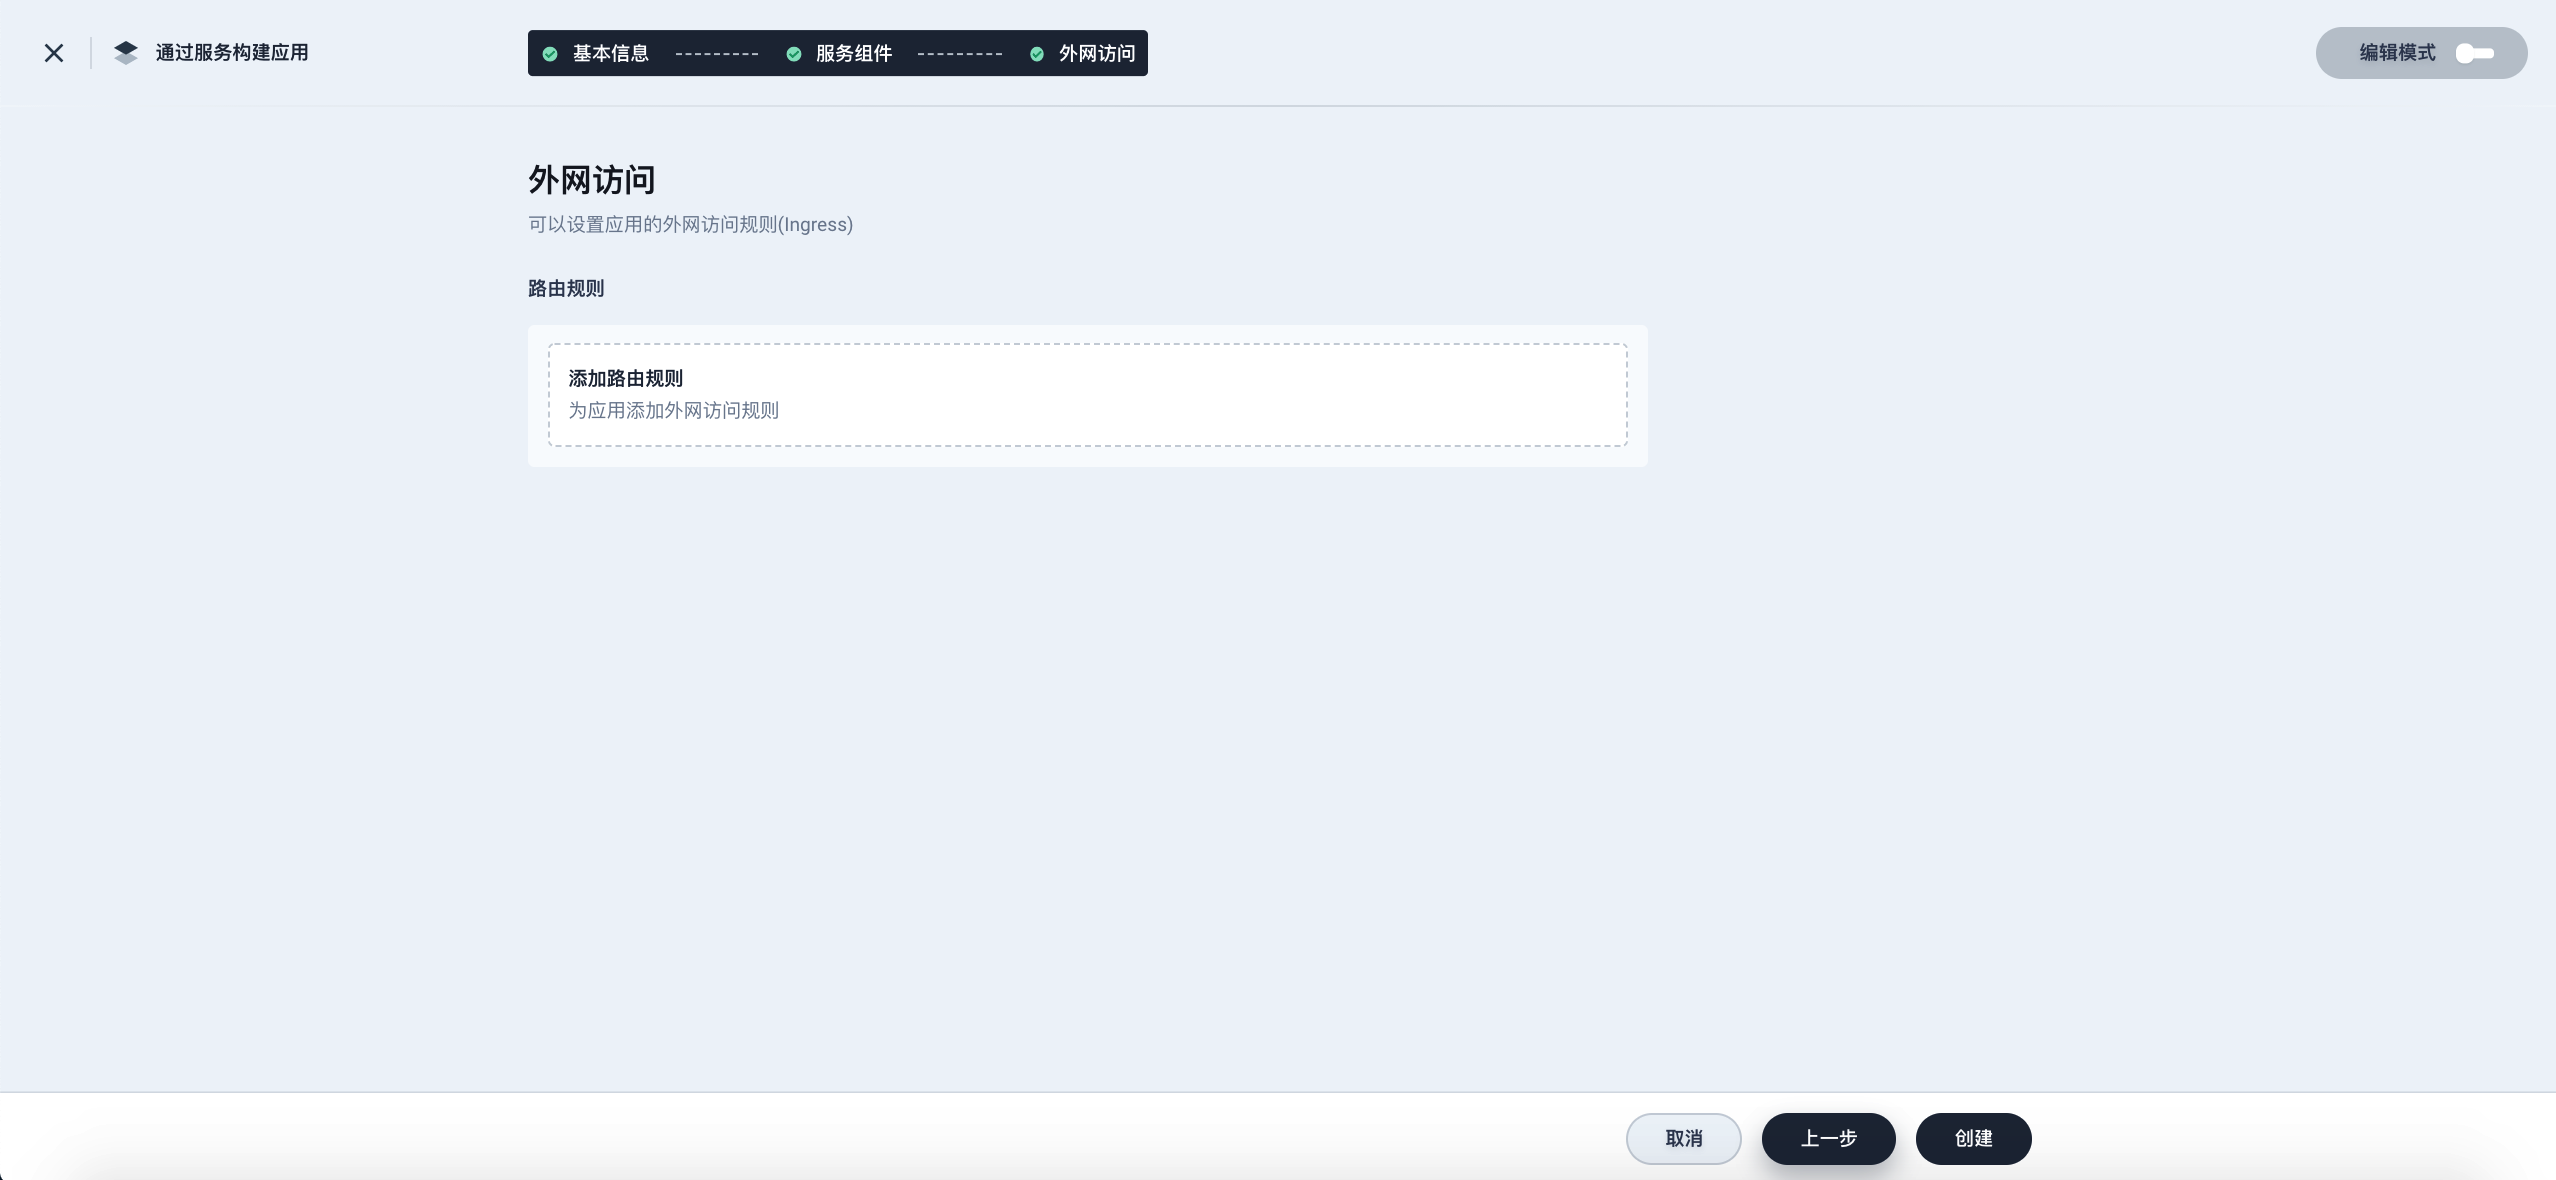 通过服务构建应用
基本信息
服务组件
外网访问
编辑模式
外网访问
可以设置应用的外网访问规则(Ingress)
路由规则
添加路由规则
为应用添加外网访问规则
取消
上一步
创建